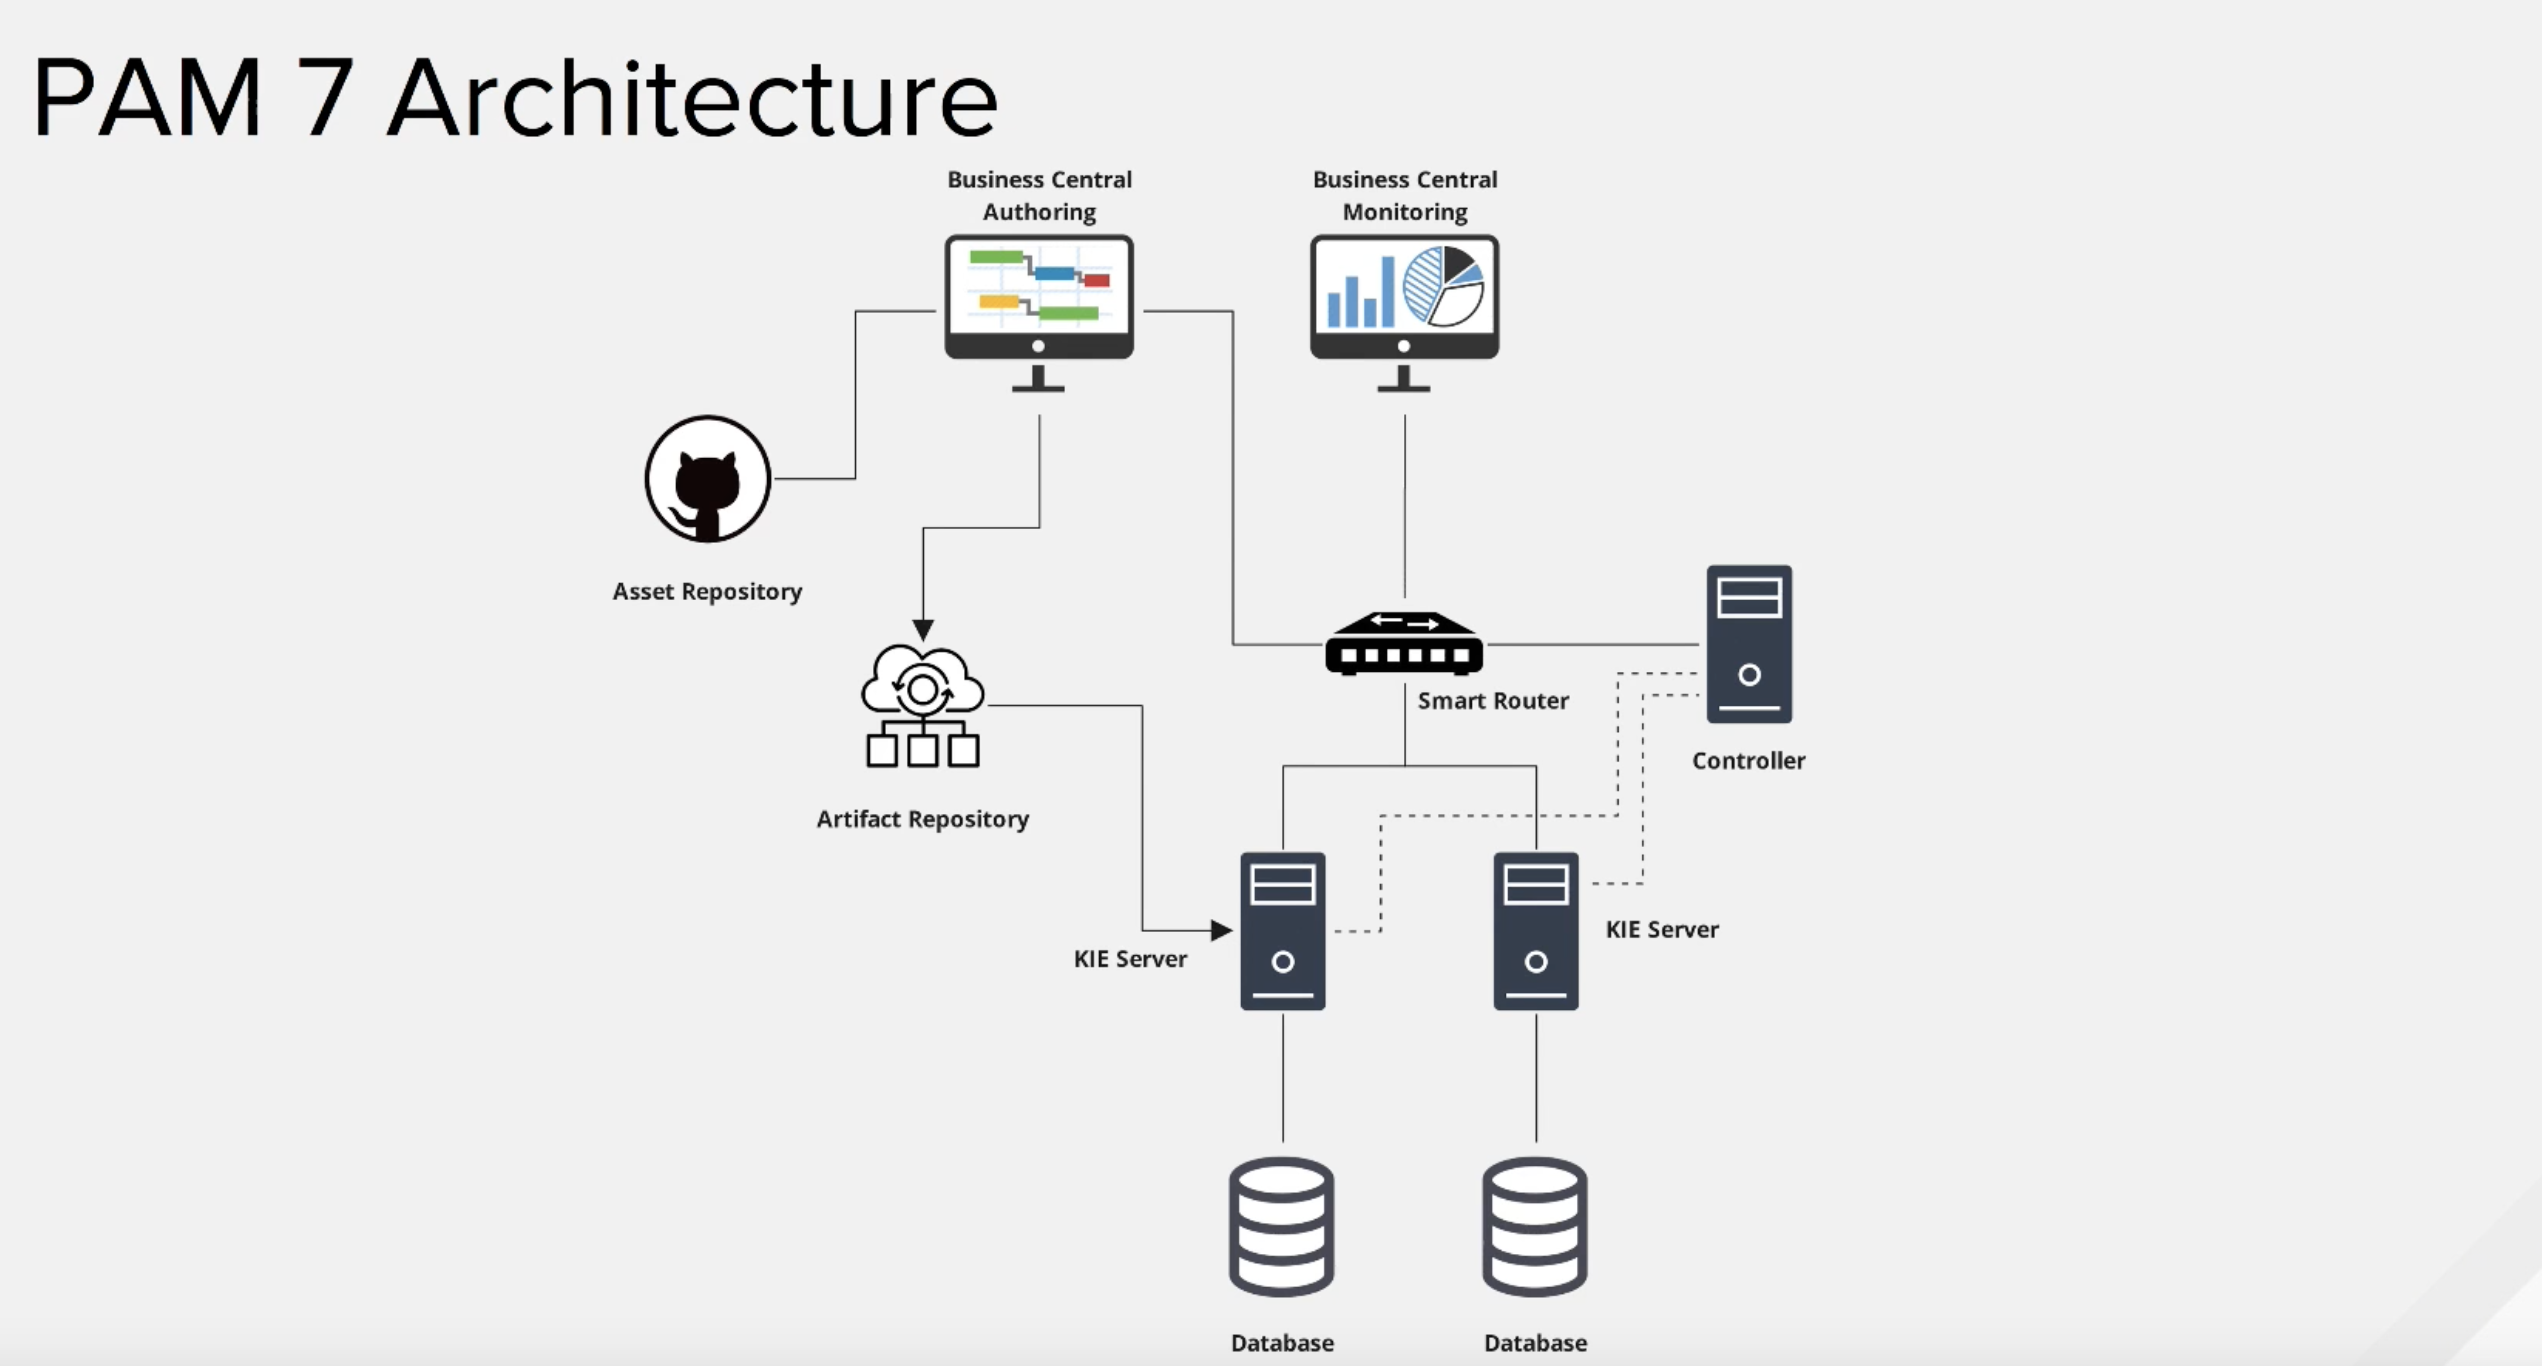 PAM 7 Architecture
Business Central
Authoring
Business Central
Monitoring
Asset Repository
Smart Router
Controller
Artifact Repository
KIE Server
KIE Server
Database
Database